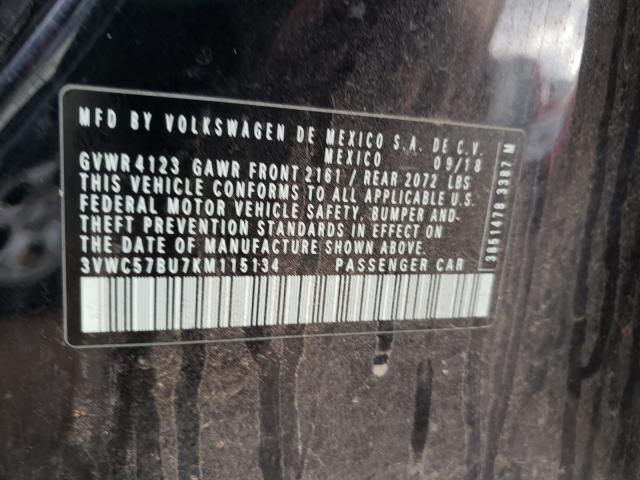 MFD BY VOLKSWAGEN DE MEXICO S.A. DE C.V.
MEXICO 09/18
GVWR 4123 GAWR FRONT 2161 / REAR 2072 LBS
THIS VEHICLE CONFORMS TO ALL APPLICABLE U.S.
FEDERAL MOTOR VEHICLE SAFETY, BUMPER AND-
THEFT PREVENTION STANDARDS IN EFFECT ON
THE DATE OF MANUFACTURE SHOWN ABOVE.
3VWC57BU7KM115134 PASSENGER CAR
3851478 3387 M